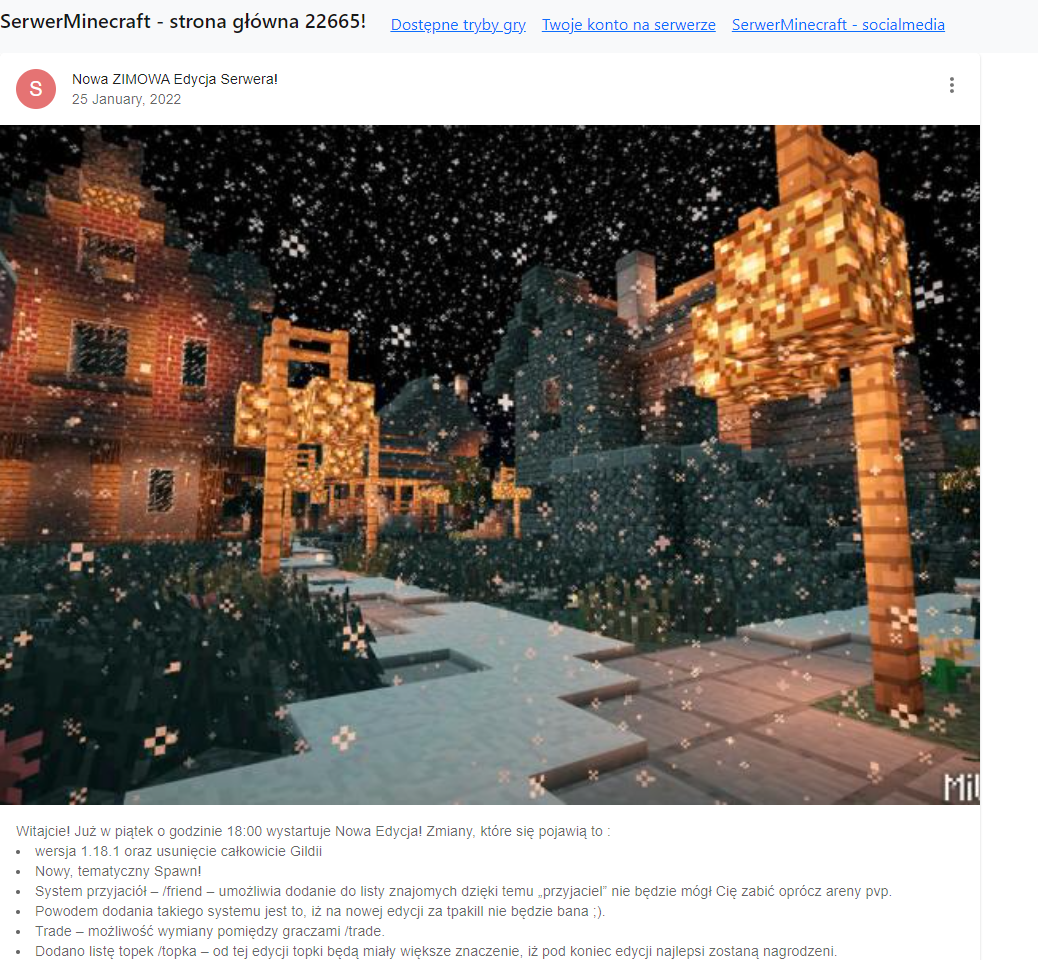 SerwerMinecraft - strona główna 22665!
Dostępne tryby gry
Twoje konto na serwerze
SerwerMinecraft - socialmedia
S
Nowa ZIMOWA Edycja Serwera!
25 January, 2022
Witajcie! Już w piątek o godzinie 18:00 wystartuje Nowa Edycja! Zmiany, które się pojawią to :
• wersja 1.18.1 oraz usunięcie całkowicie Gildii
• Nowy, tematyczny Spawn!
• System przyjaciół – /friend – umożliwia dodanie do listy znajomych dzięki temu „przyjaciel” nie będzie mógł Cię zabić oprócz areny pvp.
• Powodem dodania takiego systemu jest to, iż na nowej edycji za tpakill nie będzie bana ;).
• Trade – możliwość wymiany pomiędzy graczami /trade.
• Dodano listę topek /topka – od tej edycji topki będą miały większe znaczenie, iż pod koniec edycji najlepsi zostaną nagrodzeni.